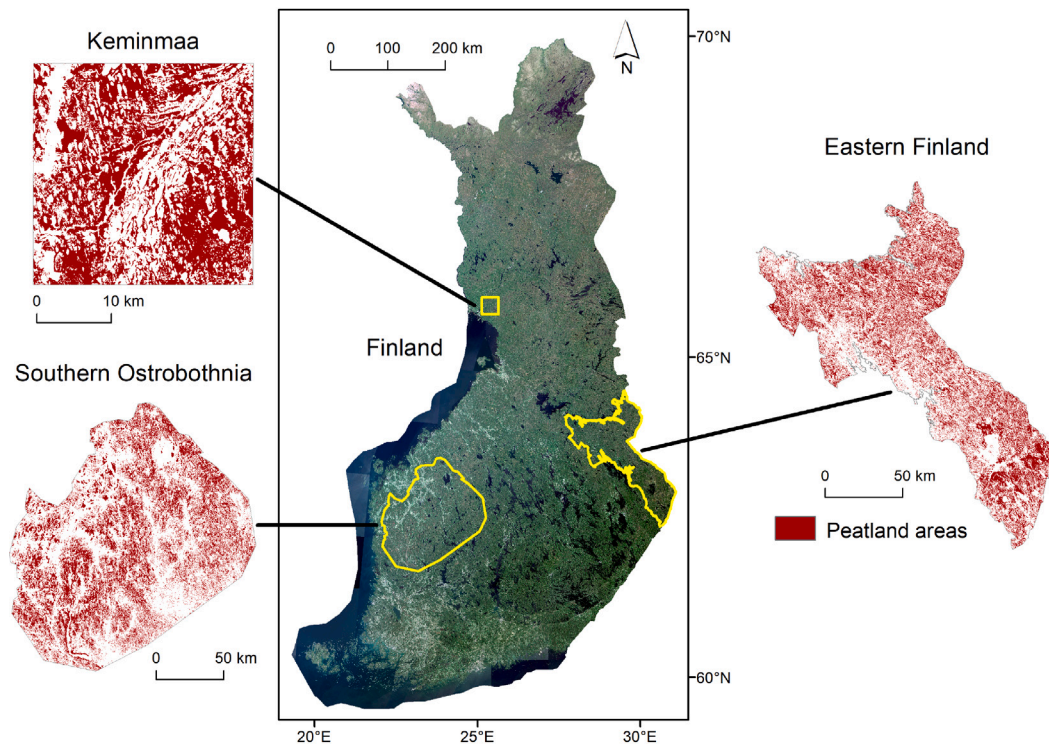 Keminmaa
0 10 km
Southern Ostrobothnia
0 50 km
0 100 200 km
N
Finland
70°N
65°N
60°N
20°E 25°E 30°E
Eastern Finland
0 50 km
Peatland areas